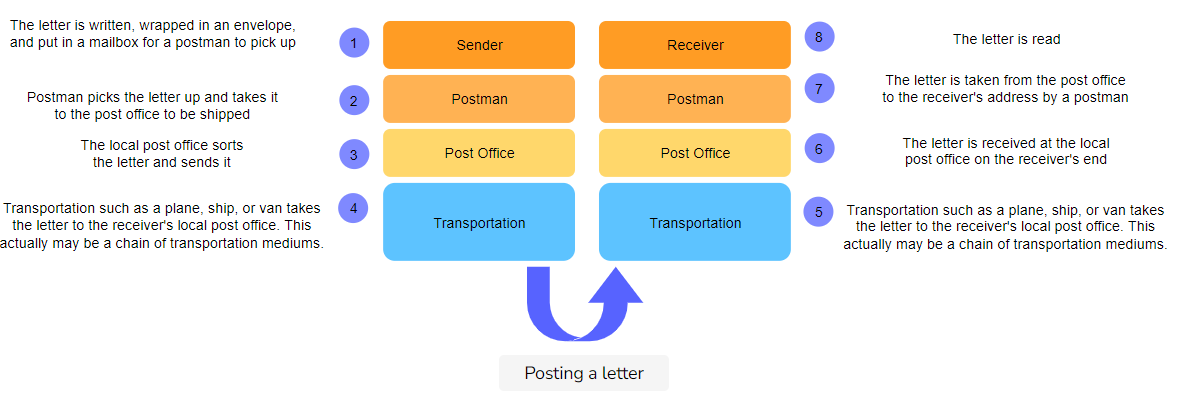 The letter is written, wrapped in an envelope,
and put in a mailbox for a postman to pick up
1
Sender
Receiver
8
The letter is read
Postman picks the letter up and takes it
to the post office to be shipped
2
Postman
Postman
7
The letter is taken from the post office
to the receiver's address by a postman
The local post office sorts
the letter and sends it
3
Post Office
Post Office
6
The letter is received at the local
post office on the receiver's end
Transportation such as a plane, ship, or van takes
the letter to the receiver's local post office. This
actually may be a chain of transportation mediums.
4
Transportation
Transportation
5
Transportation such as a plane, ship, or van takes
the letter to the receiver's local post office. This
actually may be a chain of transportation mediums.
Posting a letter